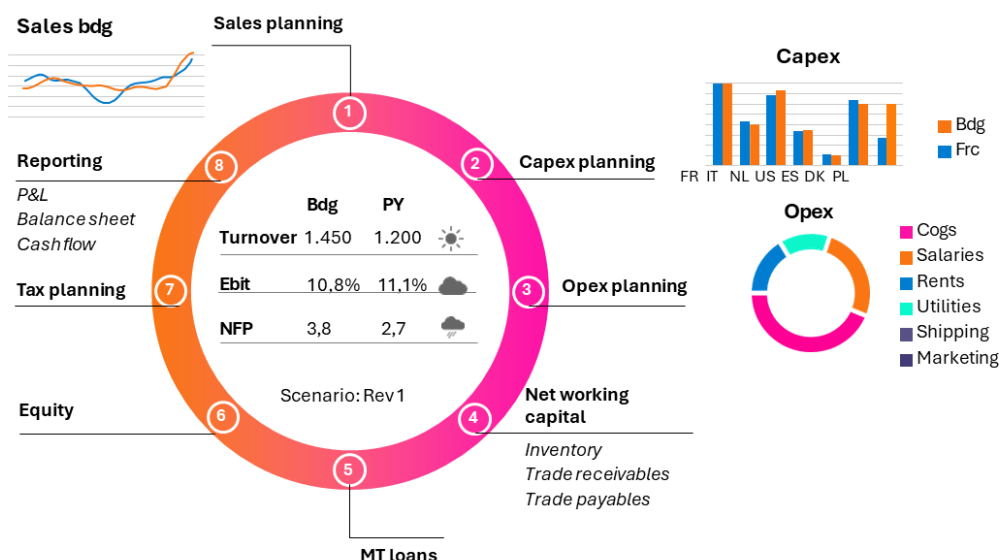 Sales bdg
Sales planning
1
Capex
Bdg
Frc
FR IT NL US ES DK PL
Reporting
8
P&L
Balance sheet
Cash flow
2
Capex planning
Bdg PY
Turnover 1.450 1.200
Ebit 10,8% 11,1%
NFP 3,8 2,7
Scenario: Rev1
Opex
Cogs
Salaries
Rents
Utilities
Shipping
Marketing
Tax planning
7
3
Opex planning
Equity
6
4
Net working
capital
Inventory
Trade receivables
Trade payables
5
MT loans